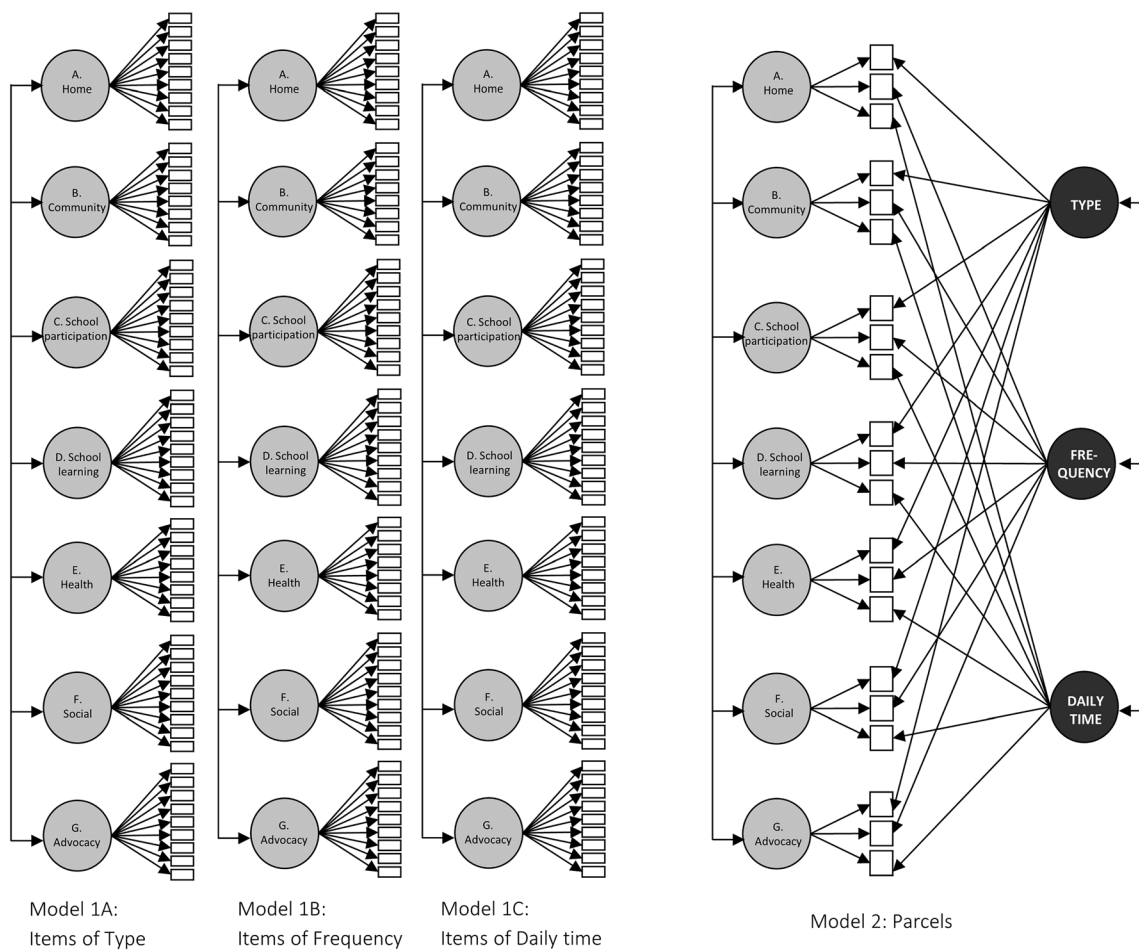 A.
Home
B.
Community
C. School
participation
D. School
learning
E.
Health
F.
Social
G.
Advocacy
Model 1A:
Items of Type
A.
Home
B.
Community
C. School
participation
D. School
learning
E.
Health
F.
Social
G.
Advocacy
Model 1B:
Items of Frequency
A.
Home
B.
Community
C. School
participation
D. School
learning
E.
Health
F.
Social
G.
Advocacy
Model 1C:
Items of Daily time
A.
Home
B.
Community
C. School
participation
D. School
learning
E.
Health
F.
Social
G.
Advocacy
TYPE
FRE-
QUENCY
DAILY
TIME
Model 2: Parcels